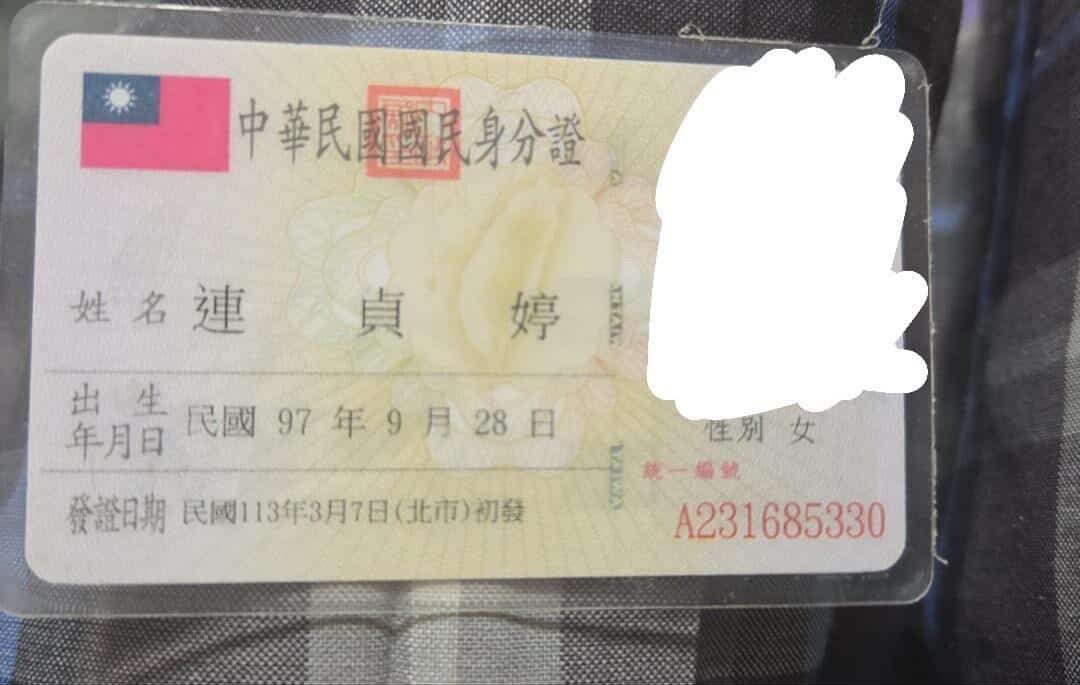 中華民國國民身分證
姓名 連貞婷
出生年月日 民國 97 年 9 月 28 日
性別 女
發證日期 民國113年3月7日(北市)初發
統一編號
A231685330